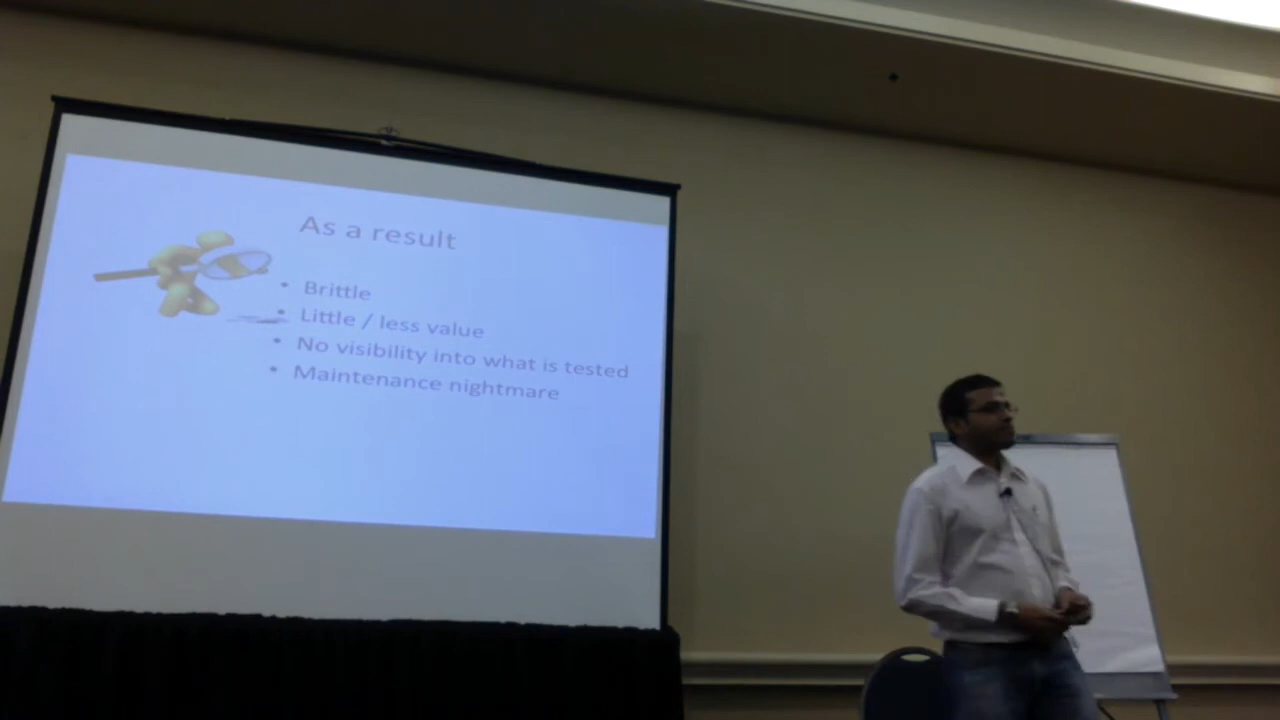 As a result
• Brittle
• Little / less value
• No visibility into what is tested
• Maintenance nightmare